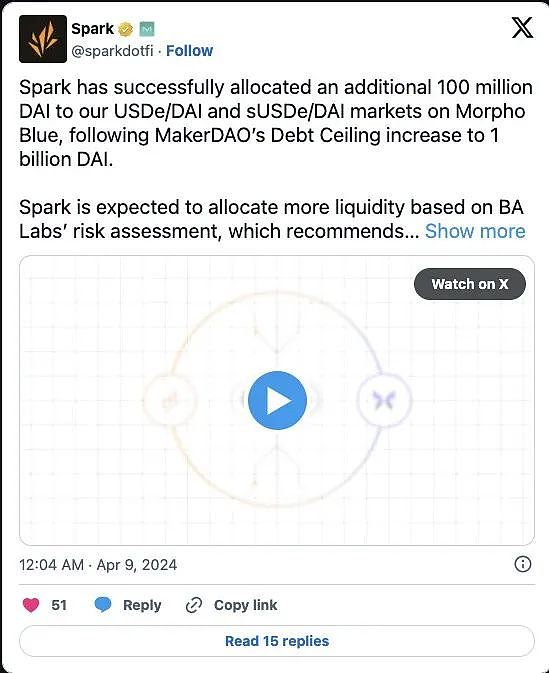 Spark
@sparkdotfi · Follow
Spark has successfully allocated an additional 100 million
DAI to our USDe/DAI and sUSDe/DAI markets on Morpho
Blue, following MakerDAO’s Debt Ceiling increase to 1
billion DAI.
Spark is expected to allocate more liquidity based on BA
Labs’ risk assessment, which recommends... Show more
Watch on X
12:04 AM · Apr 9, 2024
51 Reply Copy link
Read 15 replies